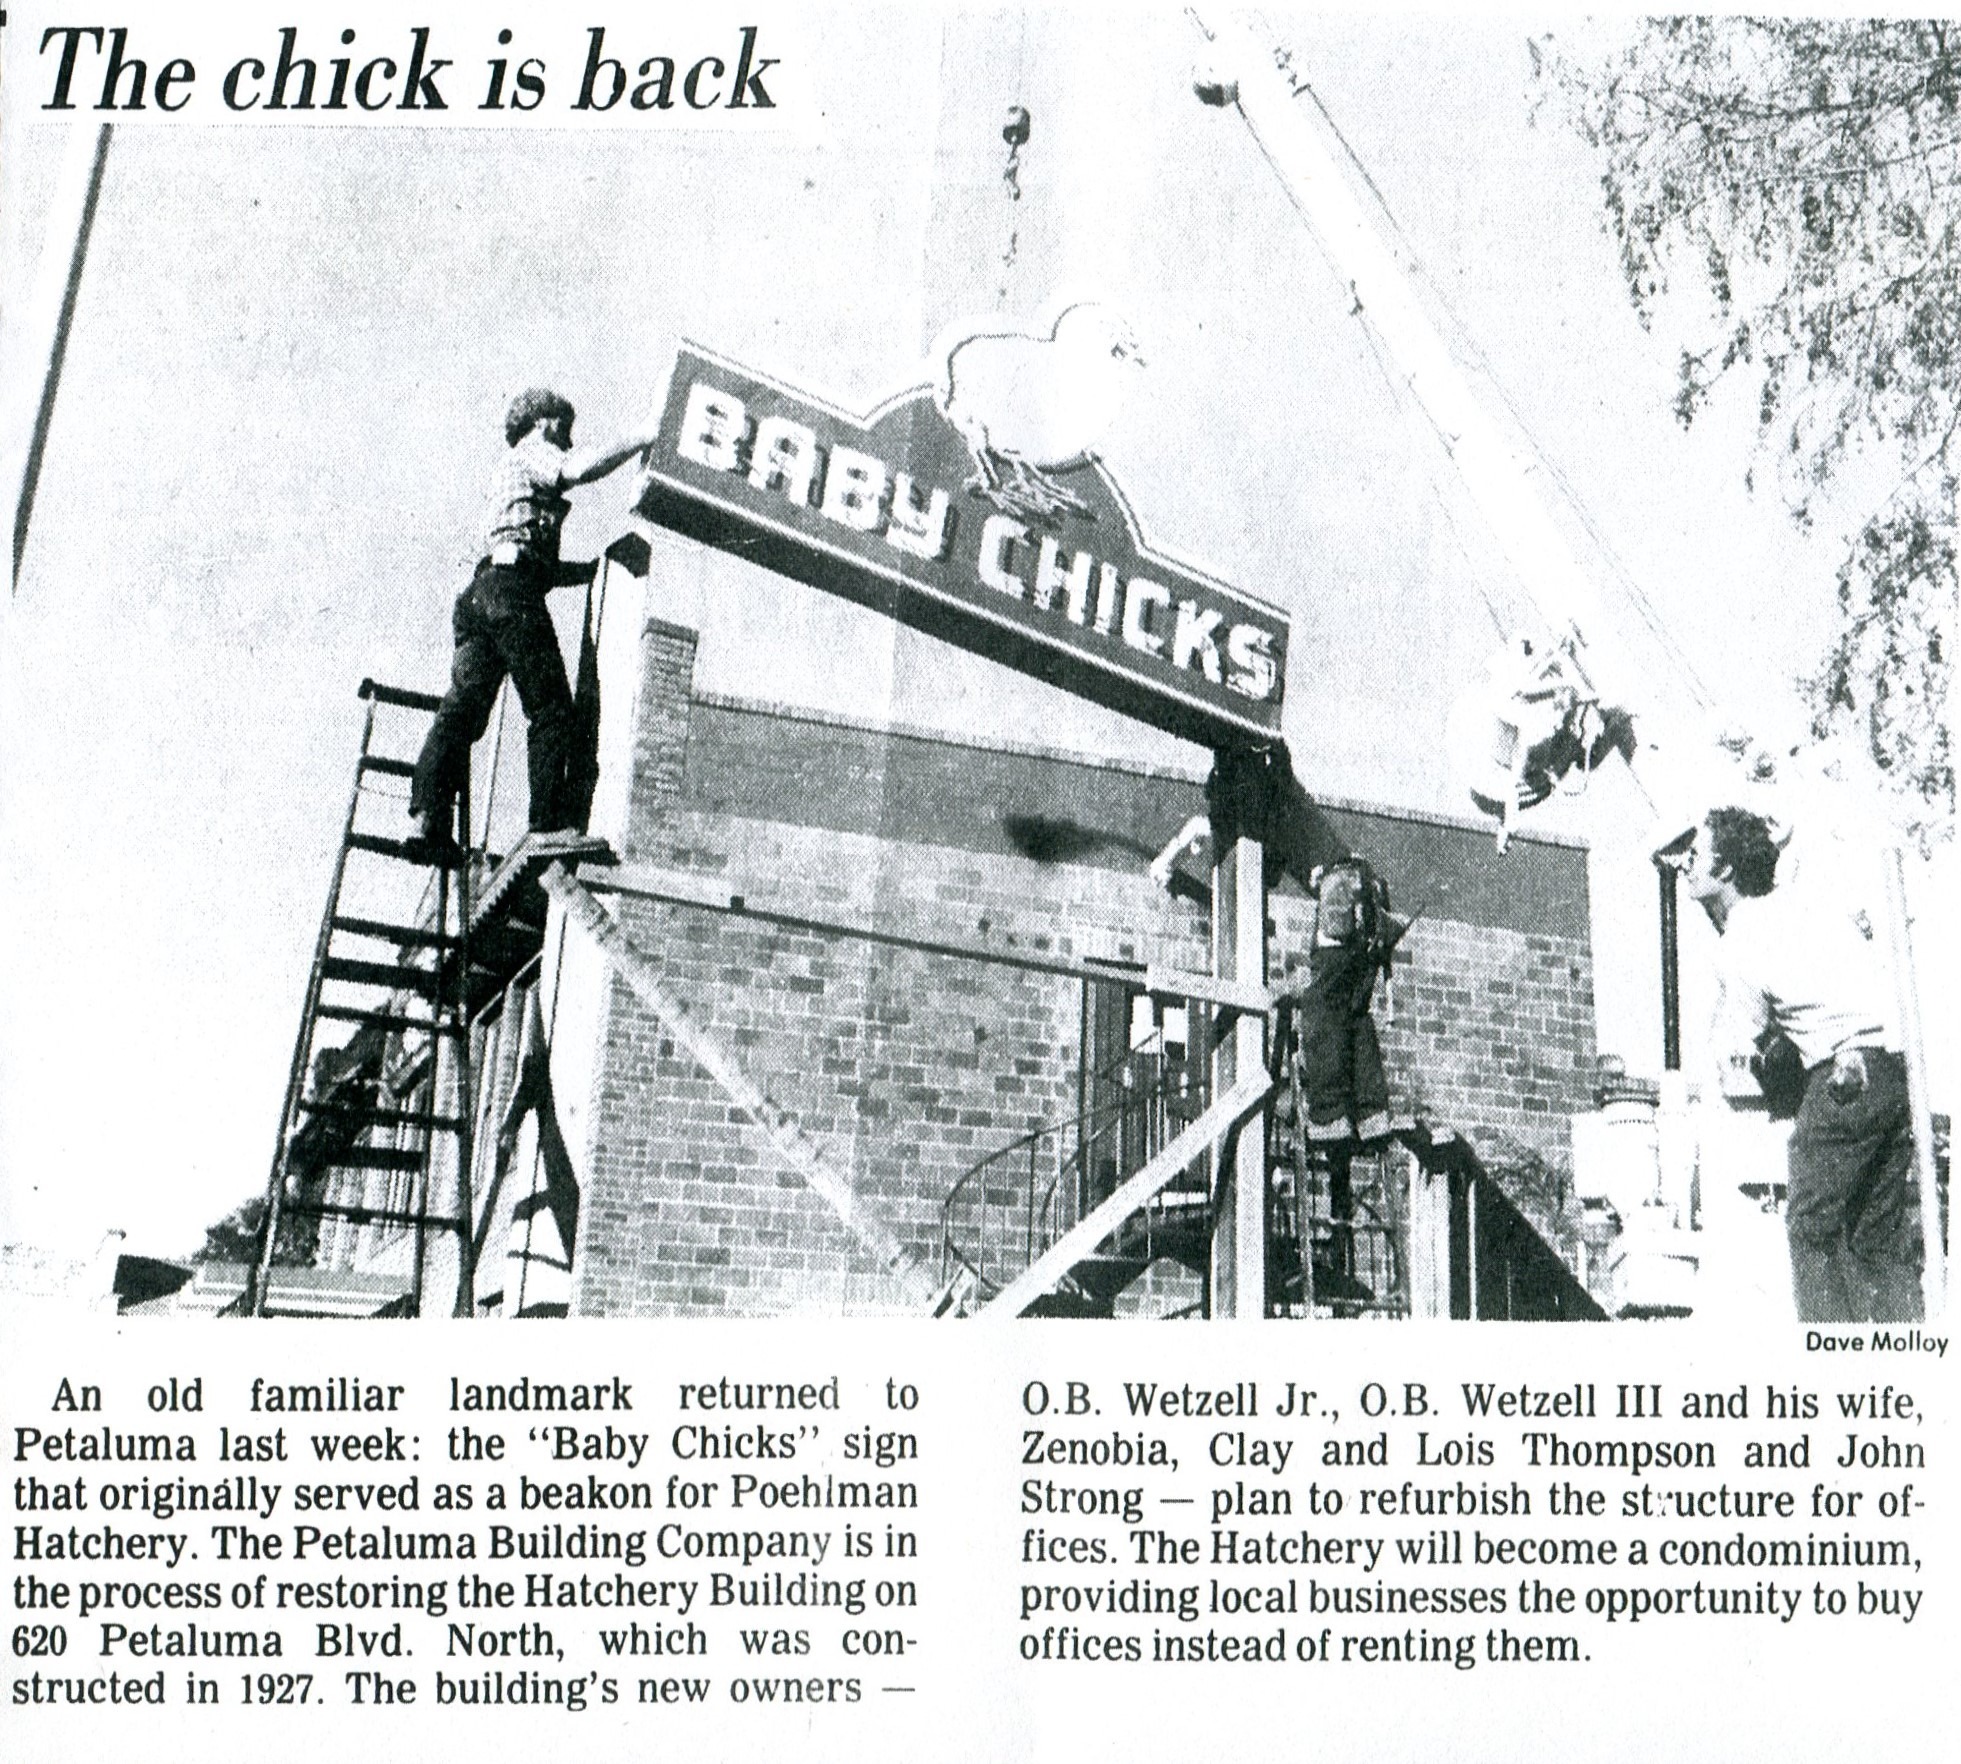 The chick is back
BABY CHICKS
Dave Molloy
An old familiar landmark returned to
Petaluma last week: the “Baby Chicks” sign
that originally served as a beakon for Poehlman
Hatchery. The Petaluma Building Company is in
the process of restoring the Hatchery Building on
620 Petaluma Blvd. North, which was con-
structed in 1927. The building’s new owners —
O.B. Wetzell Jr., O.B. Wetzell III and his wife,
Zenobia, Clay and Lois Thompson and John
Strong — plan to refurbish the structure for of-
fices. The Hatchery will become a condominium,
providing local businesses the opportunity to buy
offices instead of renting them.